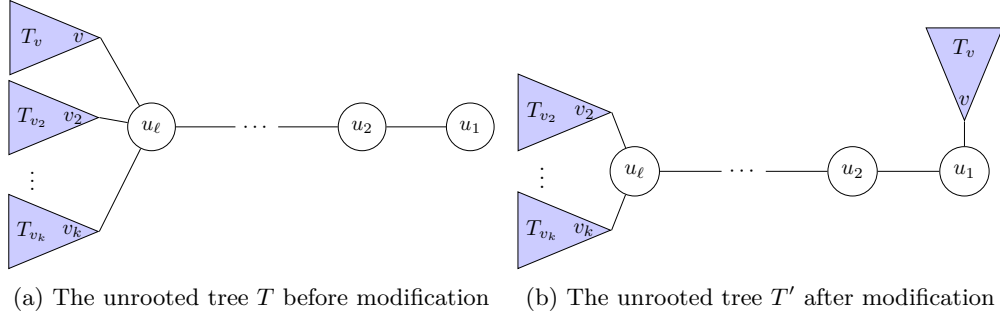 T_v v
T_{v_2} v_2
⋮
T_{v_k} v_k
u_ℓ ··· u_2 u_1
(a) The unrooted tree T before modification
T_v
v
T_{v_2} v_2
⋮
T_{v_k} v_k
u_ℓ ··· u_2 u_1
(b) The unrooted tree T′ after modification